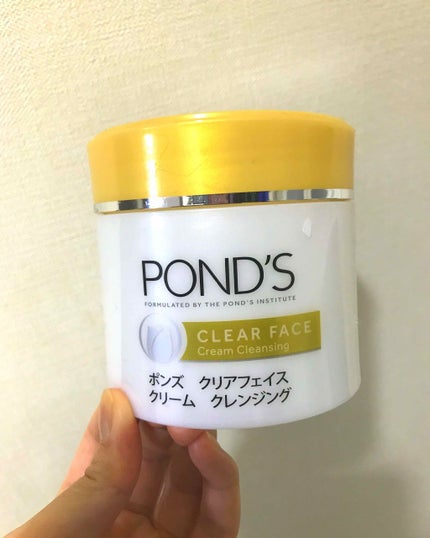 POND'S
FORMULATED BY THE POND'S INSTITUTE
CLEAR FACE
Cream Cleansing
ポンズ クリアフェイス
クリーム クレンジング